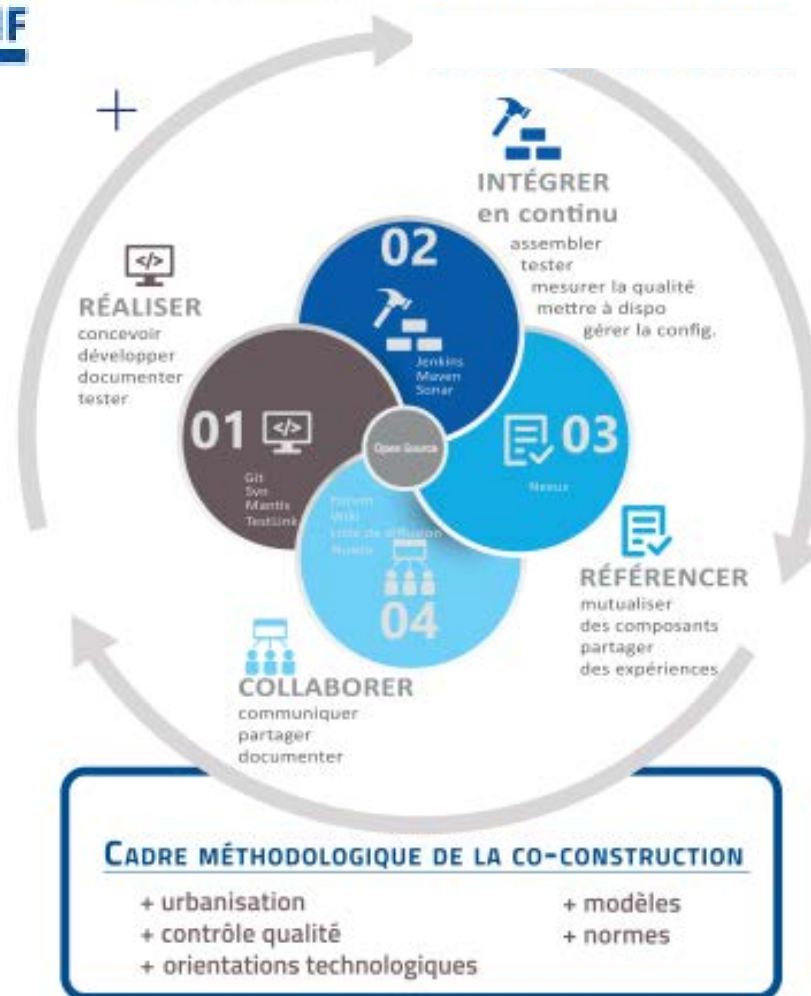 INTÉGRER
en continu
assembler
tester
mesurer la qualité
mettre à dispo
gérer la config.
</>
RÉALISER
concevoir
développer
documenter
tester
02
Jenkins
Maven
Sonar
01 </>
Git
Svn
Mantis
TestLink
Open Source
03
Nexus
Forum
Wiki
Liste de diffusion
04
RÉFÉRENCER
mutualiser
des composants
partager
des expériences
COLLABORER
communiquer
partager
documenter
CADRE MÉTHODOLOGIQUE DE LA CO-CONSTRUCTION
+ urbanisation
+ contrôle qualité
+ orientations technologiques
+ modèles
+ normes